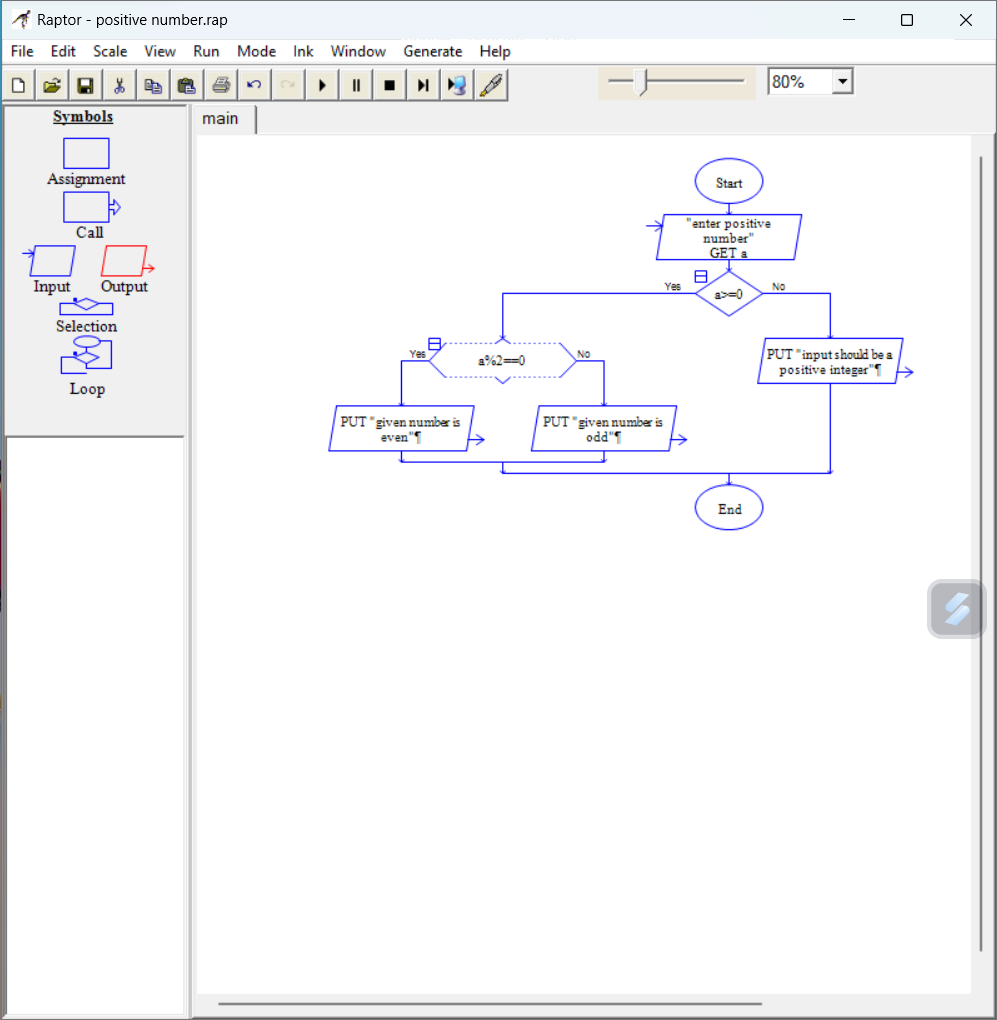 Raptor - positive number.rap
File Edit Scale View Run Mode Ink Window Generate Help
80%
Symbols
Assignment
Call
Input Output
Selection
Loop
main
Start
"enter positive
number"
GET a
Yes a>=0 No
Yes a%2==0 No
PUT "input should be a
positive integer"¶
PUT "given number is
even"¶
PUT "given number is
odd"¶
End